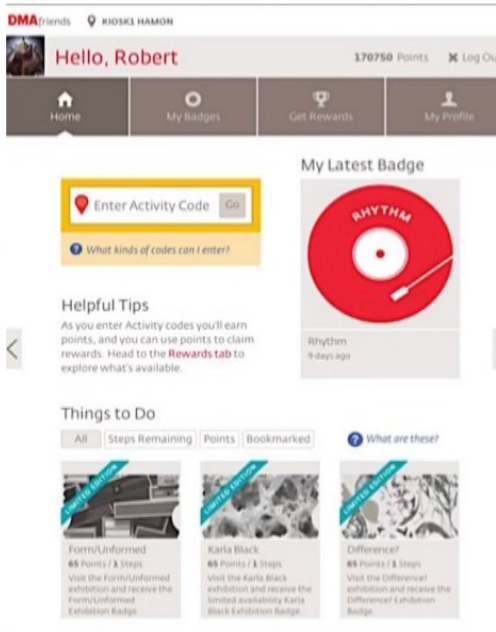 DMAfriends KIOSK1 HAMON
Hello, Robert
170750 Points Log Ou
Home
My Badges
Get Rewards
My Profile
Enter Activity Code Go
What kinds of codes can I enter?
My Latest Badge
RHYTHM
Rhythm
9 days ago
Helpful Tips
As you enter Activity codes you'll earn
points, and you can use points to claim
rewards. Head to the Rewards tab to
explore what's available.
Things to Do
All Steps Remaining Points Bookmarked What are these?
LIMITED EDITION
Form/Unformed
65 Points / 1 Steps
Visit the Form/Unformed
exhibition and receive the
Form/Unformed
Exhibition Badge.
LIMITED EDITION
Karla Black
65 Points / 1 Steps
Visit the Karla Black
exhibition and receive the
limited availability Karla
Black Exhibition Badge.
LIMITED EDITION
Difference?
65 Points / 1 Steps
Visit the Difference?
exhibition and receive the
Difference? Exhibition
Badge.